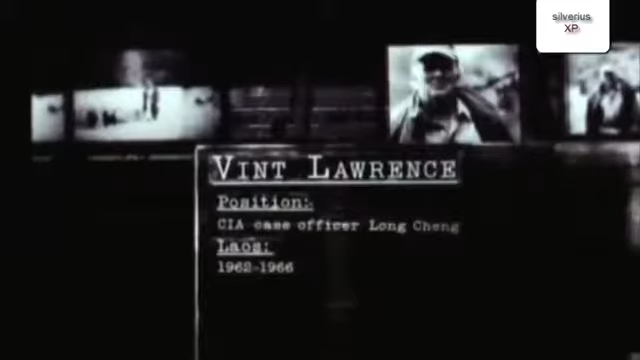 silverius
XP
VINT LAWRENCE
Position:
CIA case officer Long Cheng
Laos:
1962-1966